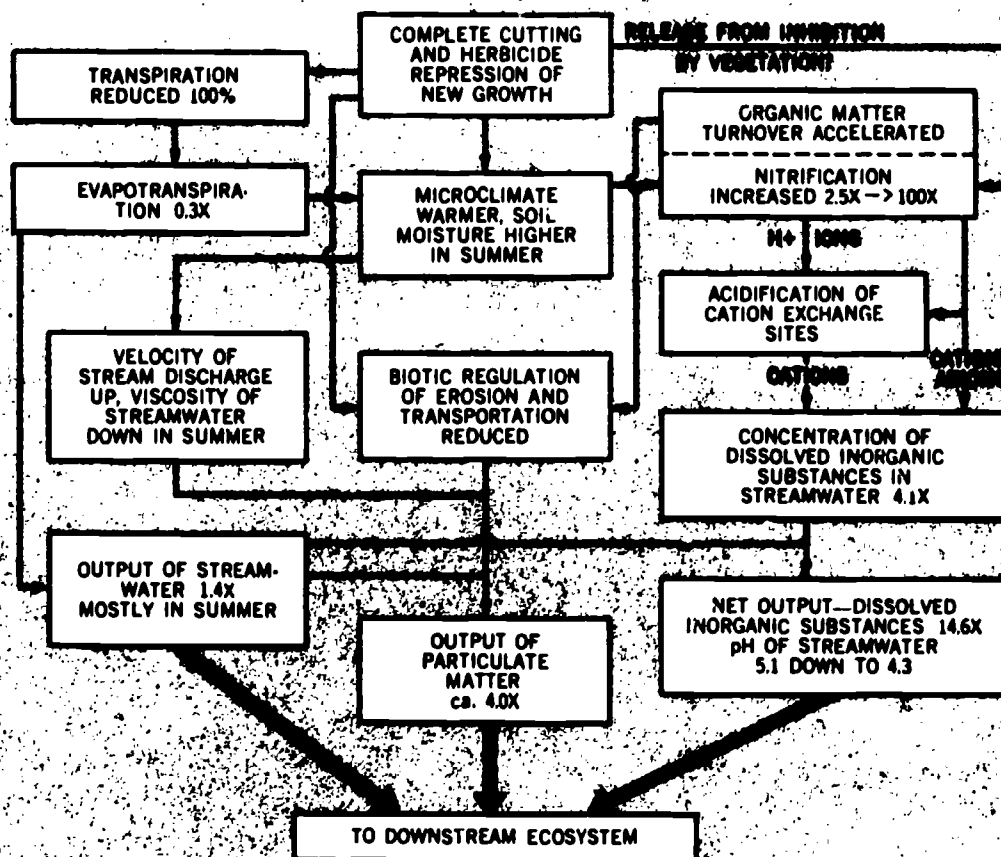 COMPLETE CUTTING
AND HERBICIDE
REPRESSION OF
NEW GROWTH
RELEASE FROM INHIBITION
BY VEGETATION?
TRANSPIRATION
REDUCED 100%
ORGANIC MATTER
TURNOVER ACCELERATED
NITRIFICATION
INCREASED 2.5X—>100X
EVAPOTRANSPIRA-
TION 0.3X
MICROCLIMATE
WARMER, SOIL
MOISTURE HIGHER
IN SUMMER
H+ IONS
ACIDIFICATION OF
CATION EXCHANGE
SITES
VELOCITY OF
STREAM DISCHARGE
UP, VISCOSITY OF
STREAMWATER
DOWN IN SUMMER
BIOTIC REGULATION
OF EROSION AND
TRANSPORTATION
REDUCED
CATIONS
CONCENTRATION OF
DISSOLVED INORGANIC
SUBSTANCES IN
STREAMWATER 4.1X
OUTPUT OF STREAM-
WATER 1.4X
MOSTLY IN SUMMER
OUTPUT OF
PARTICULATE
MATTER
ca. 4.0X
NET OUTPUT—DISSOLVED
INORGANIC SUBSTANCES 14.6X
pH OF STREAMWATER
5.1 DOWN TO 4.3
TO DOWNSTREAM ECOSYSTEM